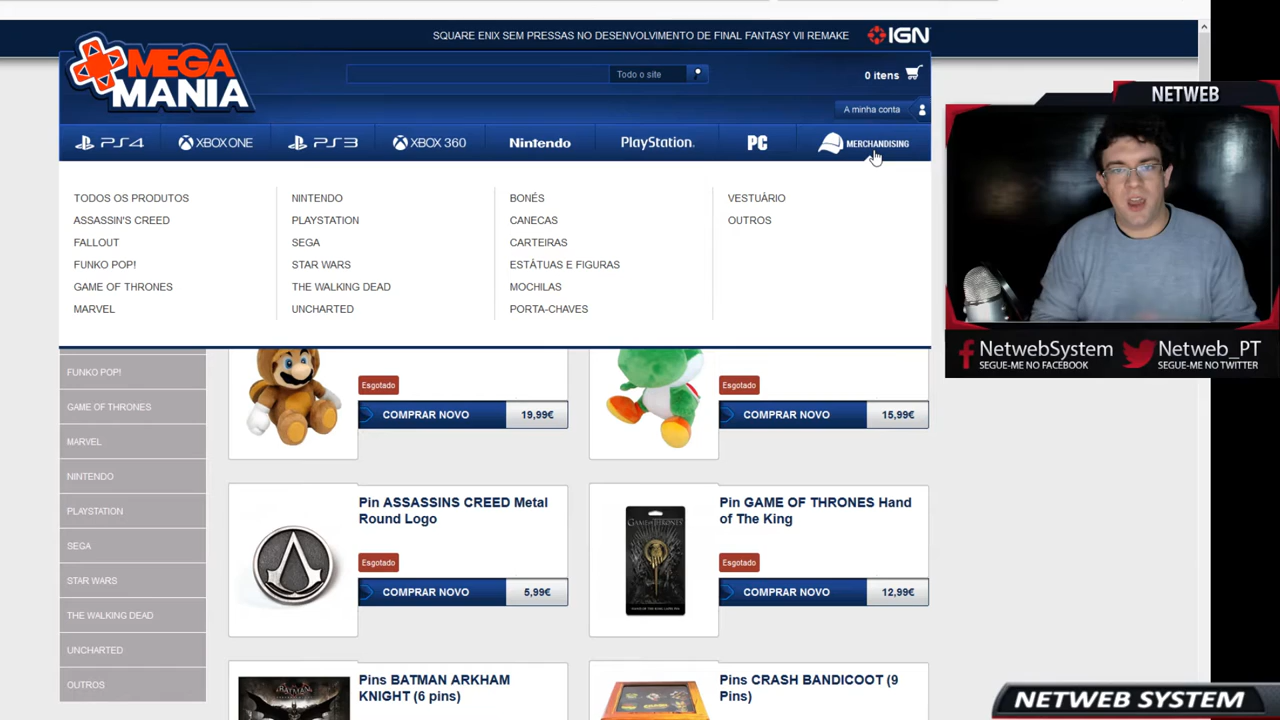 SQUARE ENIX SEM PRESSAS NO DESENVOLVIMENTO DE FINAL FANTASY VII REMAKE
IGN
MEGA
MANIA
Todo o site
0 itens
A minha conta
PS4
XBOX ONE
PS3
XBOX 360
Nintendo
PlayStation.
PC
MERCHANDISING
TODOS OS PRODUTOS
ASSASSIN'S CREED
FALLOUT
FUNKO POP!
GAME OF THRONES
MARVEL
NINTENDO
PLAYSTATION
SEGA
STAR WARS
THE WALKING DEAD
UNCHARTED
BONÉS
CANECAS
CARTEIRAS
ESTÁTUAS E FIGURAS
MOCHILAS
PORTA-CHAVES
VESTUÁRIO
OUTROS
NETWEB
NetwebSystem
SEGUE-ME NO FACEBOOK
Netweb_PT
SEGUE-ME NO TWITTER
FUNKO POP!
GAME OF THRONES
MARVEL
NINTENDO
PLAYSTATION
SEGA
STAR WARS
THE WALKING DEAD
UNCHARTED
OUTROS
Esgotado
COMPRAR NOVO
19,99€
Esgotado
COMPRAR NOVO
15,99€
Pin ASSASSINS CREED Metal
Round Logo
Esgotado
COMPRAR NOVO
5,99€
GAME OF THRONES
Pin GAME OF THRONES Hand
of The King
Esgotado
COMPRAR NOVO
12,99€
BATMAN
Pins BATMAN ARKHAM
KNIGHT (6 pins)
Pins CRASH BANDICOOT (9
Pins)
NETWEB SYSTEM